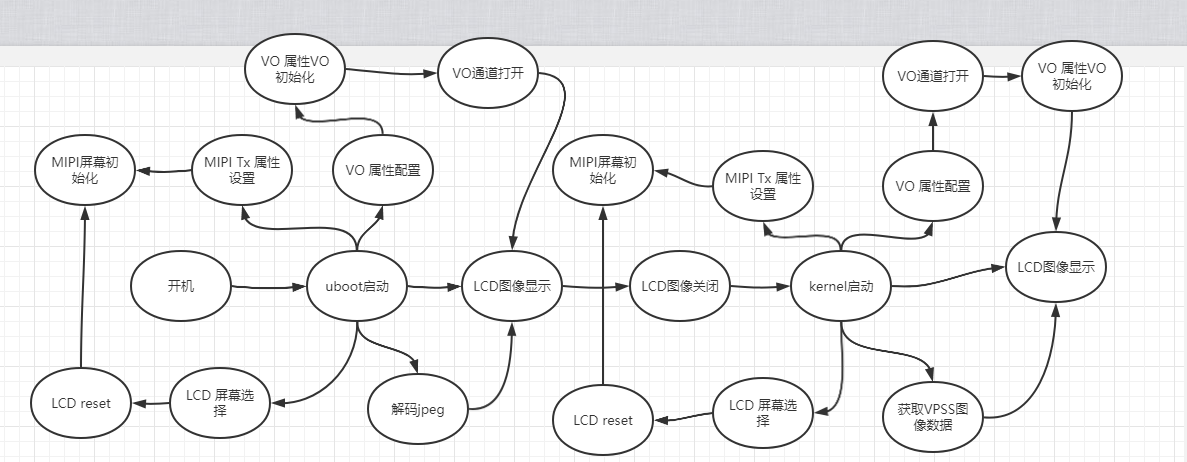 VO 属性VO
初始化
VO通道打开
MIPI屏幕初
始化
MIPI Tx 属性
设置
VO 属性配置
开机
uboot启动
LCD图像显示
LCD reset
LCD 屏幕选
择
解码jpeg
VO通道打开
VO 属性VO
初始化
MIPI屏幕初
始化
MIPI Tx 属性
设置
VO 属性配置
LCD图像关闭
kernel启动
LCD图像显示
LCD reset
LCD 屏幕选
择
获取VPSS图
像数据